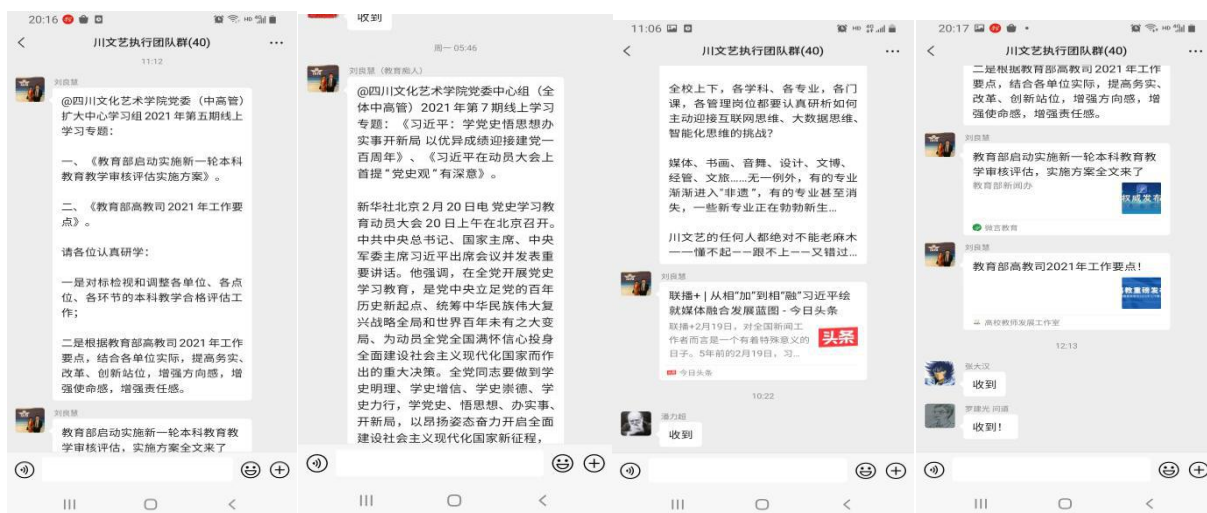 20:16
川文艺执行团队群(40)
11:12
刘良慧
@四川文化艺术学院党委（中高管）
扩大中心学习组 2021 年第五期线上
学习专题：
一、《教育部启动实施新一轮本科
教育教学审核评估实施方案》。
二、《教育部高教司 2021 年工作要
点》。
请各位认真研学：
一是对标检视和调整各单位、各点
位、各环节的本科教学合格评估工
作；
二是根据教育部高教司 2021 年工作
要点，结合各单位实际，提高务实、
改革、创新站位，增强方向感，增
强使命感，增强责任感。
刘良慧
教育部启动实施新一轮本科教育教
学审核评估，实施方案全文来了
收到
周一 05:46
刘良慧（教育痴人）
@四川文化艺术学院党委中心组（全
体中高管）2021 年第 7 期线上学习
专题：《习近平：学党史悟思想办
实事开新局 以优异成绩迎接建党一
百周年》、《习近平在动员大会上
首提“党史观”有深意》。
新华社北京 2 月 20 日电 党史学习教
育动员大会 20 日上午在北京召开。
中共中央总书记、国家主席、中央
军委主席习近平出席会议并发表重
要讲话。他强调，在全党开展党史
学习教育，是党中央立足党的百年
历史新起点、统筹中华民族伟大复
兴战略全局和世界百年未有之大变
局、为动员全党全国满怀信心投身
全面建设社会主义现代化国家而作
出的重大决策。全党同志要做到学
史明理、学史增信、学史崇德、学
史力行，学党史、悟思想、办实事、
开新局，以昂扬姿态奋力开启全面
建设社会主义现代化国家新征程，
11:06
川文艺执行团队群(40)
全校上下，各学科、各专业，各门
课，各管理岗位都要认真研析如何
主动迎接互联网思维、大数据思维、
智能化思维的挑战？
媒体、书画、音舞、设计、文博、
经管、文旅……无一例外，有的专业
渐渐进入“非遗”，有的专业甚至消
失，一些新专业正在勃勃新生...
川文艺的任何人都绝对不能老麻木
——懂不起——跟不上——又错过...
刘良慧
联播+ | 从相“加”到相“融”习近平绘
就媒体融合发展蓝图 - 今日头条
联播+2月19日，对全国新闻工
作者而言是一个有着特殊意义的
日子。5年前的2月19日，习...
头条
今日头条
10:22
潘力超
收到
20:17
川文艺执行团队群(40)
二是根据教育部高教司 2021 年工作
要点，结合各单位实际，提高务实、
改革、创新站位，增强方向感，增
强使命感，增强责任感。
刘良慧
教育部启动实施新一轮本科教育教
学审核评估，实施方案全文来了
教育部新闻办
权威发布
微言教育
刘良慧
教育部高教司2021年工作要点！
高校教师发展工作室
12:13
张大汉
收到
罗建光 问道
收到！